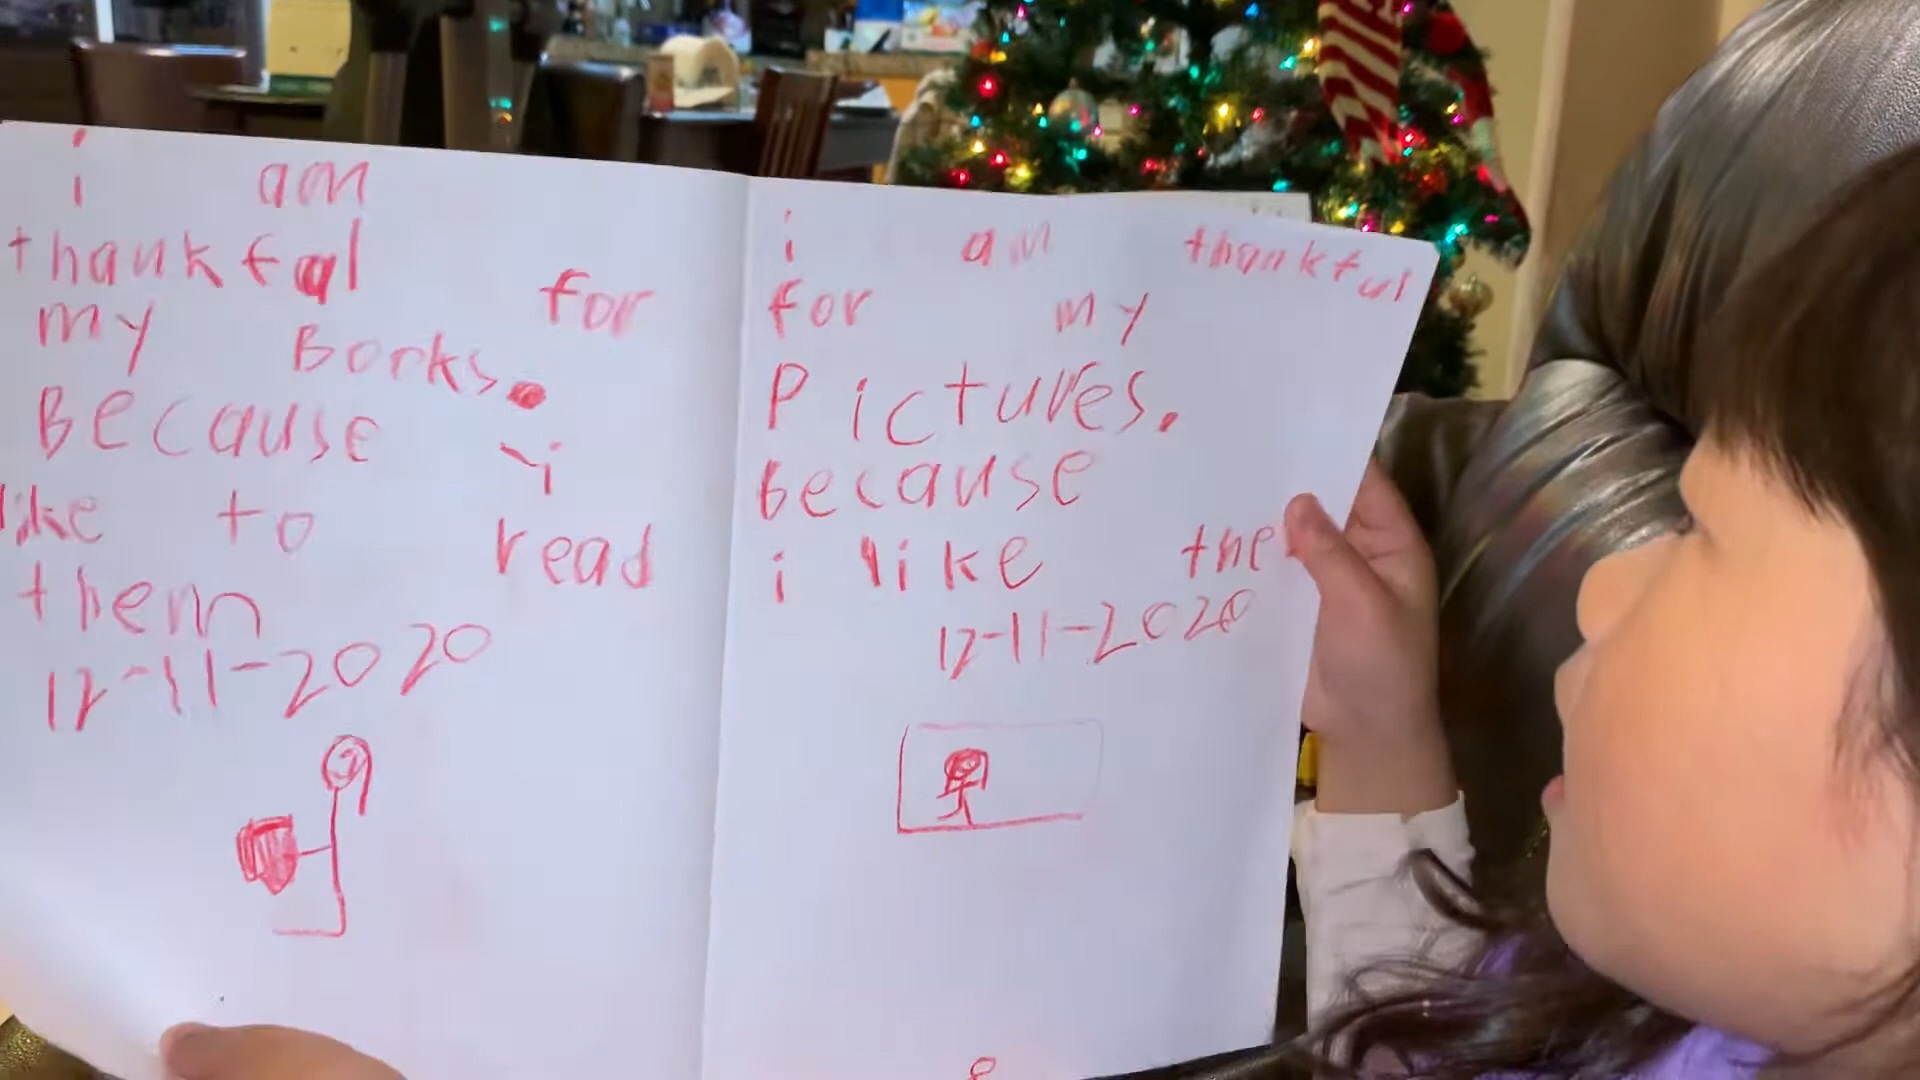 i am
thankful for
my Borks.
Because i
like to read
them
12-11-2020
i am thankful
for my
Pictures.
Because
i like the
12-11-2020